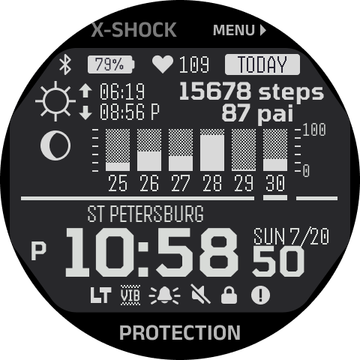 X-SHOCK MENU
79% 109 TODAY
06:19 15678 steps
08:56 P 87 pai
100
0
25 26 27 28 29 30
ST PETERSBURG
P 10:58 50 SUN 7/20
LT VIB
PROTECTION